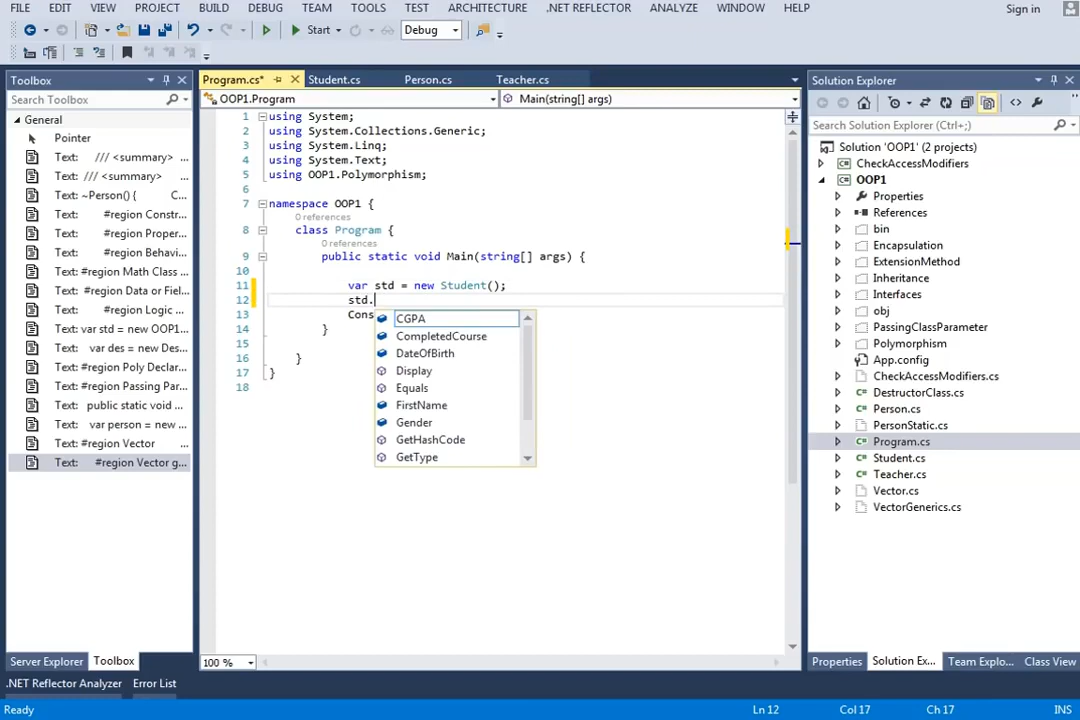 FILE EDIT VIEW PROJECT BUILD DEBUG TEAM TOOLS TEST ARCHITECTURE .NET REFLECTOR ANALYZE WINDOW HELP Sign in
Start Debug
Toolbox
Search Toolbox
General
Pointer
Text: /// <summary> ...
Text: /// <summary> ...
Text: ~Person() { C...
Text: #region Constr...
Text: #region Proper...
Text: #region Behavi...
Text: #region Math Class ...
Text: #region Data or Fiel...
Text: #region Logic ...
Text: var std = new OOP1...
Text: var des = new Des...
Text: #region Poly Declar...
Text: #region Passing Par...
Text: public static void ...
Text: var person = new ...
Text: #region Vector ...
Text: #region Vector g...
Server Explorer Toolbox
Program.cs* Student.cs Person.cs Teacher.cs
OOP1.Program Main(string[] args)
1 using System;
2 using System.Collections.Generic;
3 using System.Linq;
4 using System.Text;
5 using OOP1.Polymorphism;
6
7 namespace OOP1 {
0 references
8 class Program {
0 references
9 public static void Main(string[] args) {
10
11 var std = new Student();
12 std.
13 Cons
14 }
15
16 }
17 }
18
CGPA
CompletedCourse
DateOfBirth
Display
Equals
FirstName
Gender
GetHashCode
GetType
100 %
Solution Explorer
Search Solution Explorer (Ctrl+;)
Solution 'OOP1' (2 projects)
CheckAccessModifiers
OOP1
Properties
References
bin
Encapsulation
ExtensionMethod
Inheritance
Interfaces
obj
PassingClassParameter
Polymorphism
App.config
CheckAccessModifiers.cs
DestructorClass.cs
Person.cs
PersonStatic.cs
Program.cs
Student.cs
Teacher.cs
Vector.cs
VectorGenerics.cs
Properties Solution Ex... Team Explo... Class View
.NET Reflector Analyzer Error List
Ready Ln 12 Col 17 Ch 17 INS